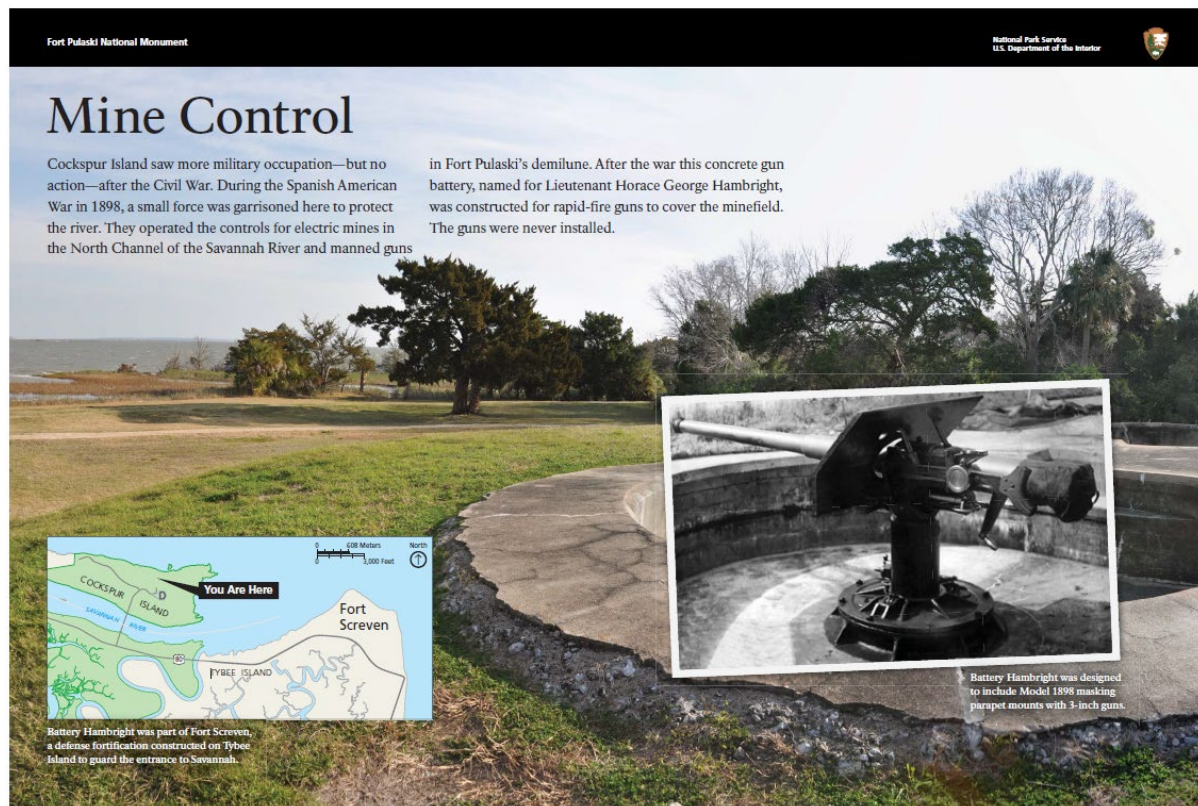 Fort Pulaski National Monument
National Park Service
U.S. Department of the Interior
Mine Control
Cockspur Island saw more military occupation—but no
action—after the Civil War. During the Spanish American
War in 1898, a small force was garrisoned here to protect
the river. They operated the controls for electric mines in
the North Channel of the Savannah River and manned guns
in Fort Pulaski's demilune. After the war this concrete gun
battery, named for Lieutenant Horace George Hambright,
was constructed for rapid-fire guns to cover the minefield.
The guns were never installed.
0 608 Meters
0 3,000 Feet
North
COCKSPUR
ISLAND
You Are Here
SAVANNAH
RIVER
Fort
Screven
80
TYBEE ISLAND
Battery Hambright was part of Fort Screven,
a defense fortification constructed on Tybee
Island to guard the entrance to Savannah.
Battery Hambright was designed
to include Model 1898 masking
parapet mounts with 3-inch guns.